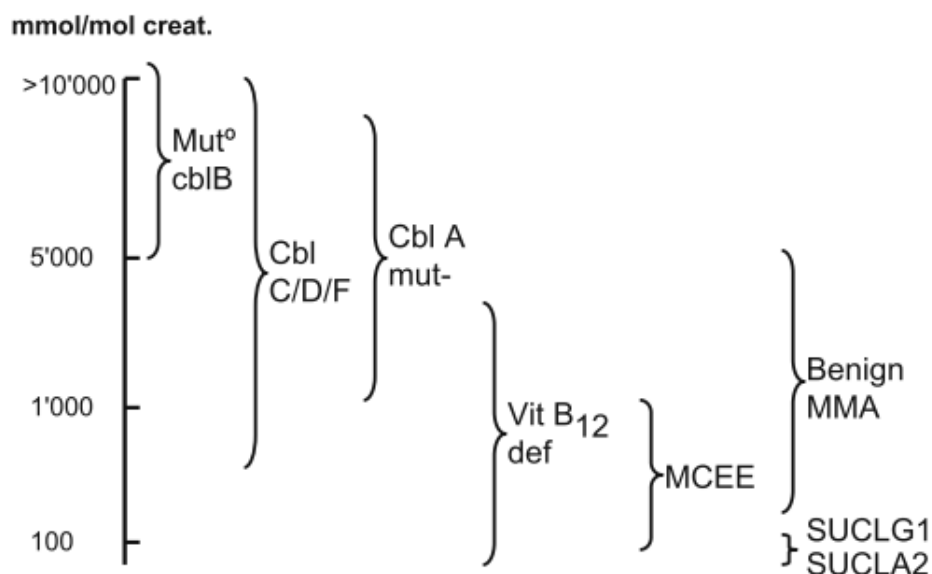 mmol/mol creat.
>10'000
Mutº
cblB
5'000
Cbl
C/D/F
Cbl A
mut-
1'000
Vit B12
def
MCEE
Benign
MMA
100
SUCLG1
SUCLA2